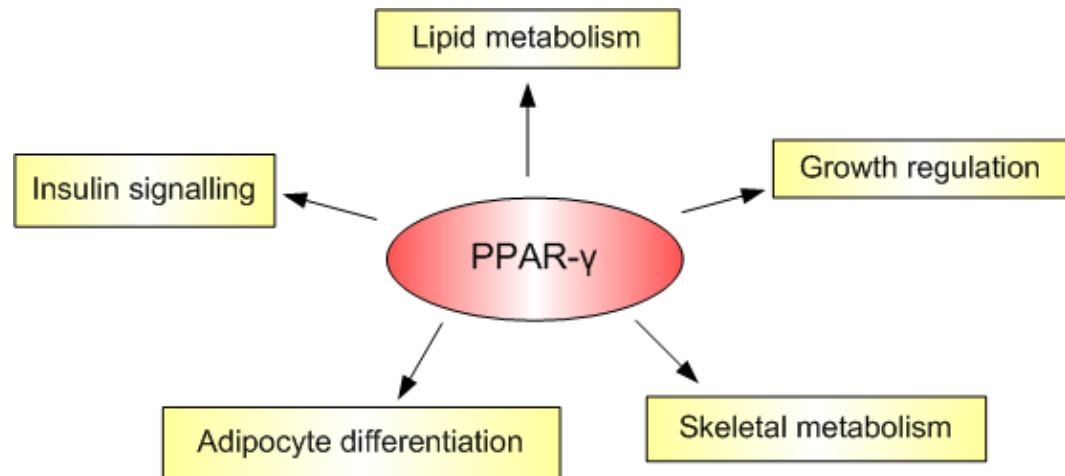 Lipid metabolism
Insulin signalling
Growth regulation
PPAR-γ
Adipocyte differentiation
Skeletal metabolism